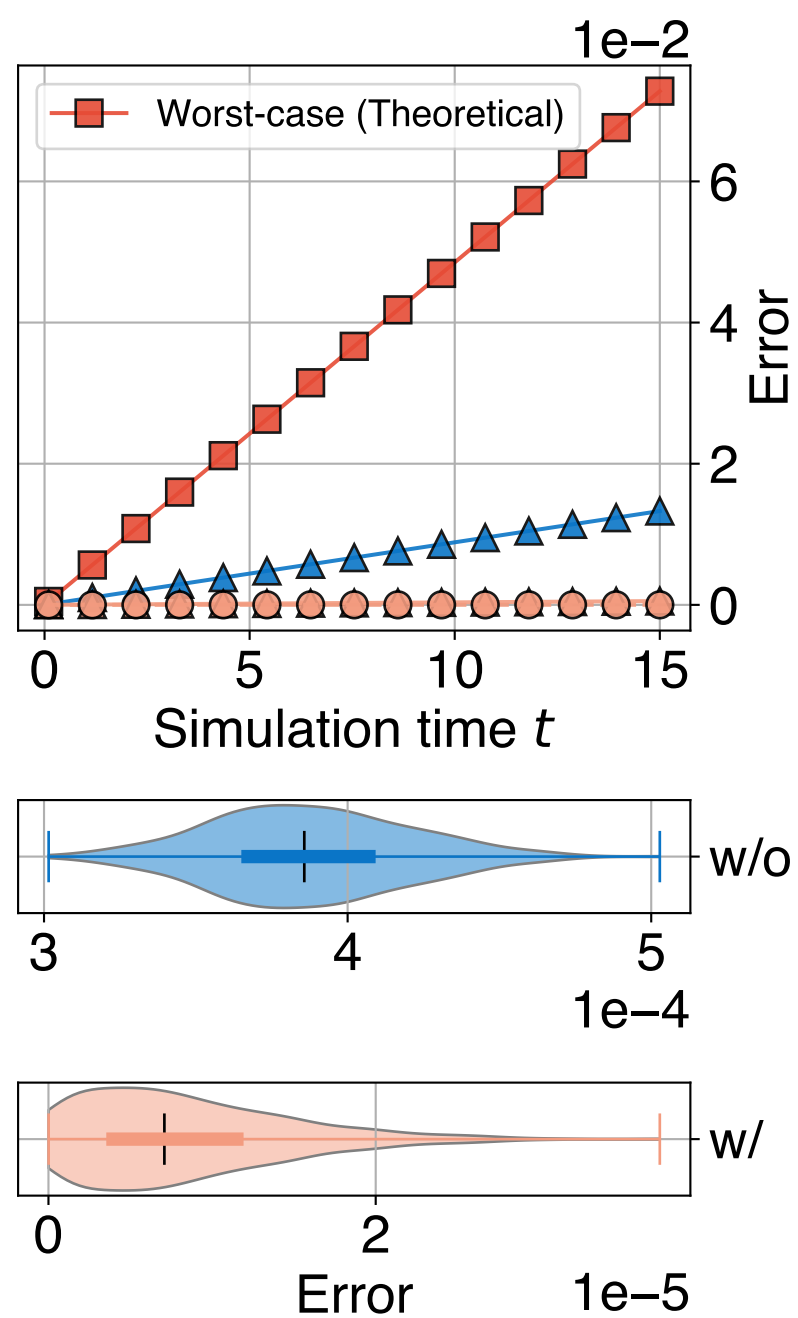 1e−2
Worst-case (Theoretical)
6
4
2
0
Error
0 5 10 15
Simulation time t
w/o
3 4 5
1e−4
w/
0 2
Error 1e−5